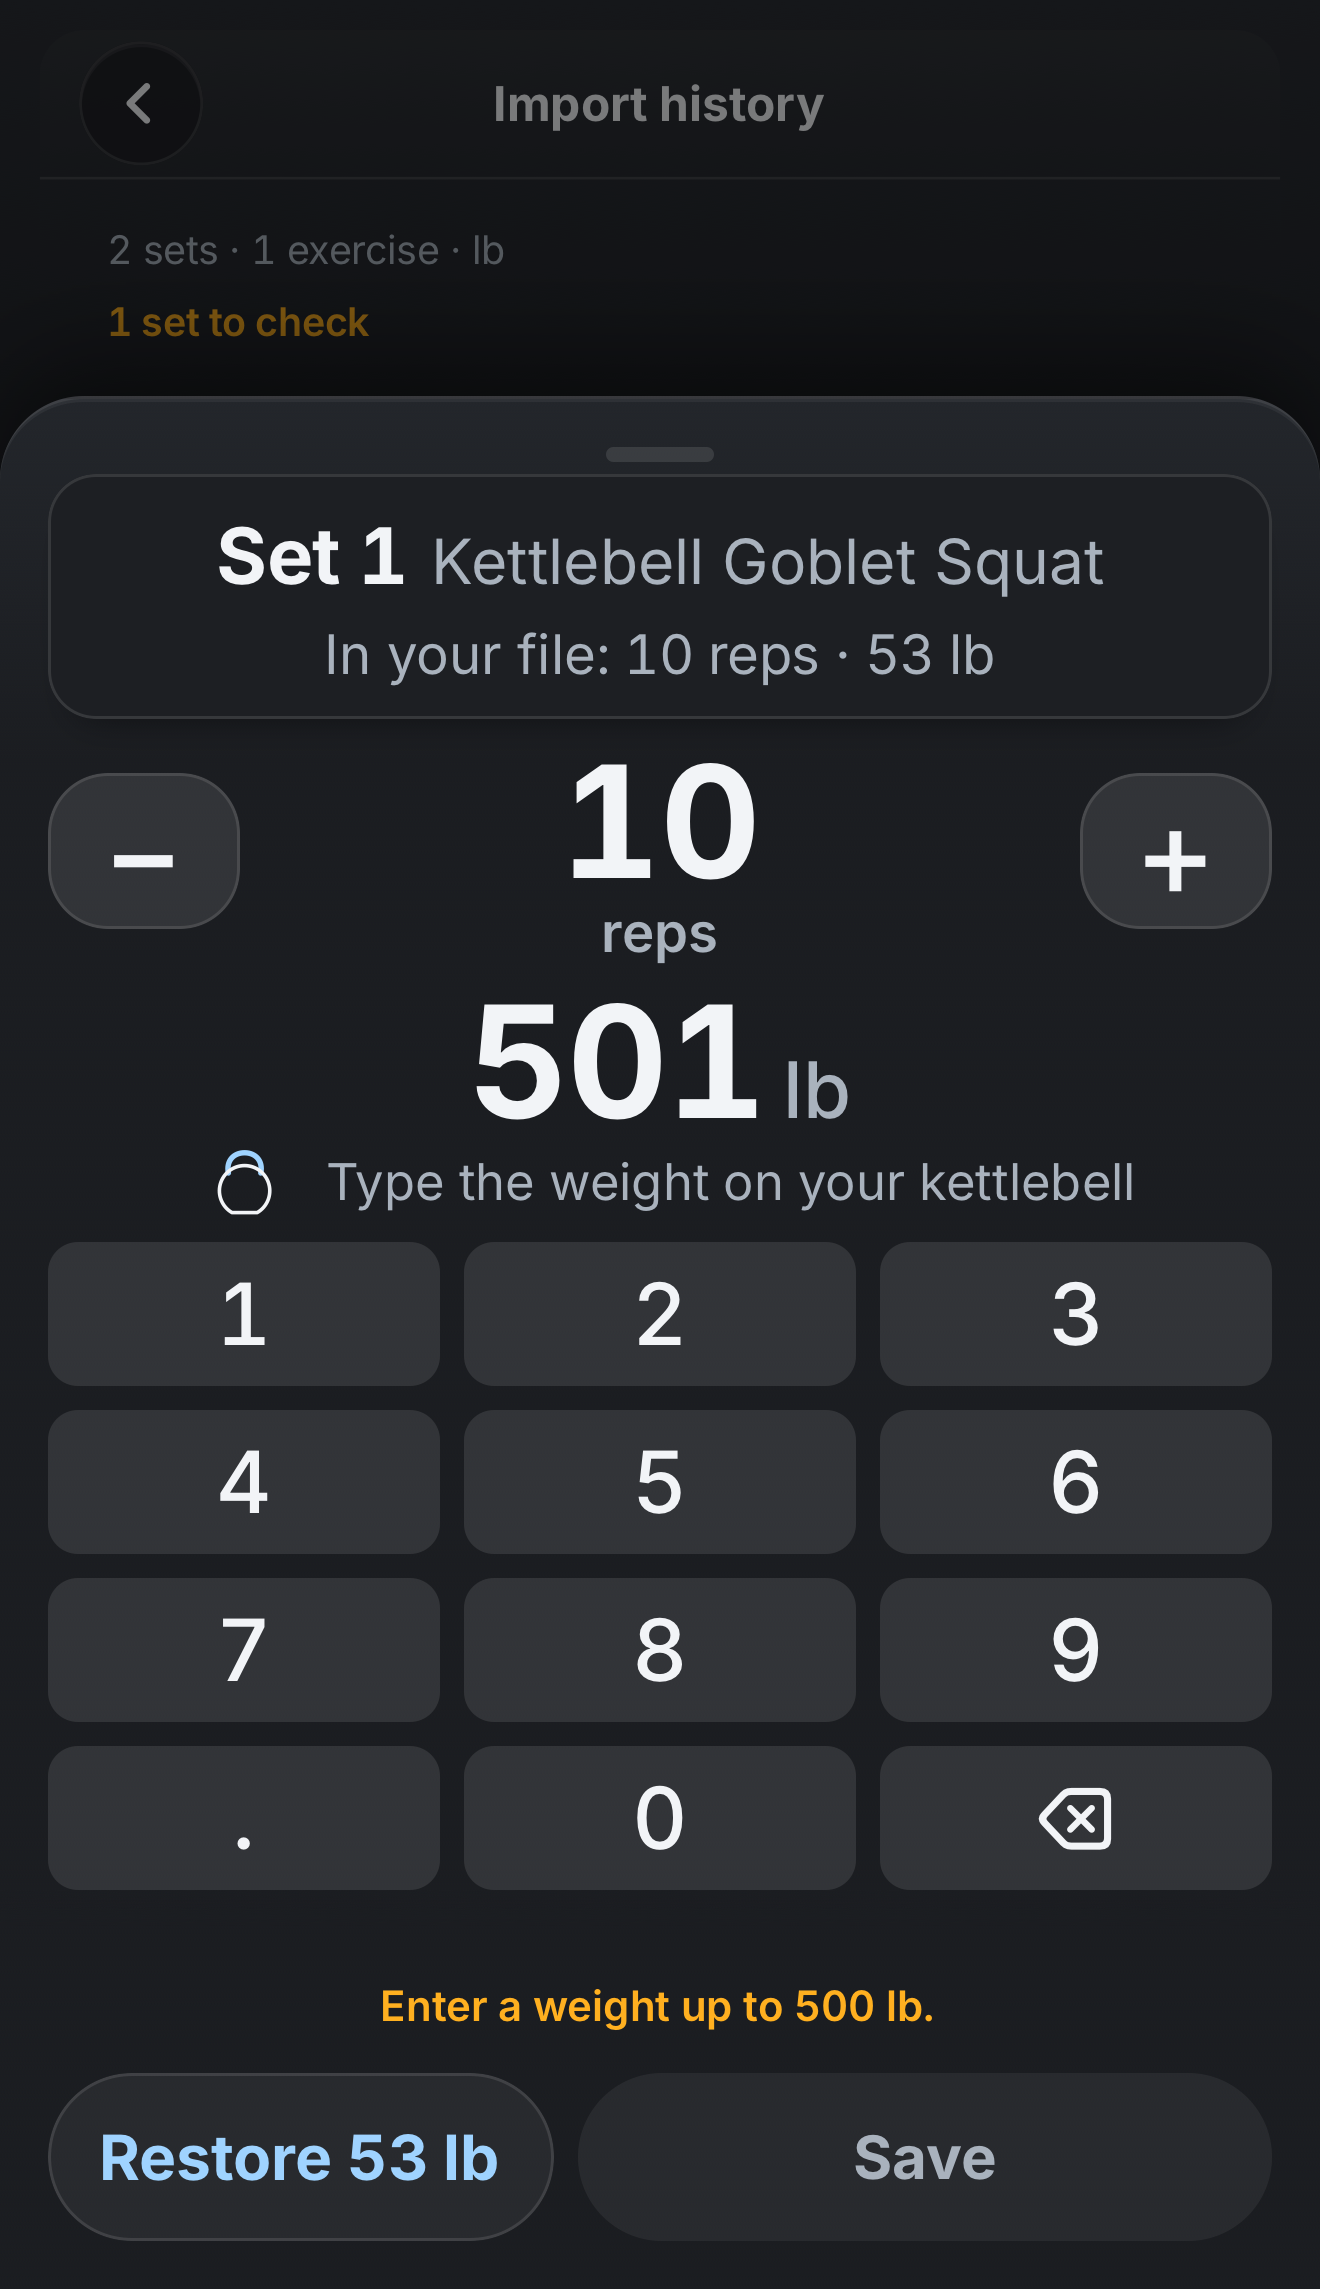 Import history
2 sets · 1 exercise · lb
1 set to check
Set 1 Kettlebell Goblet Squat
In your file: 10 reps · 53 lb
− 10 +
reps
501 lb
Type the weight on your kettlebell
1 2 3
4 5 6
7 8 9
. 0
Enter a weight up to 500 lb.
Restore 53 lb Save